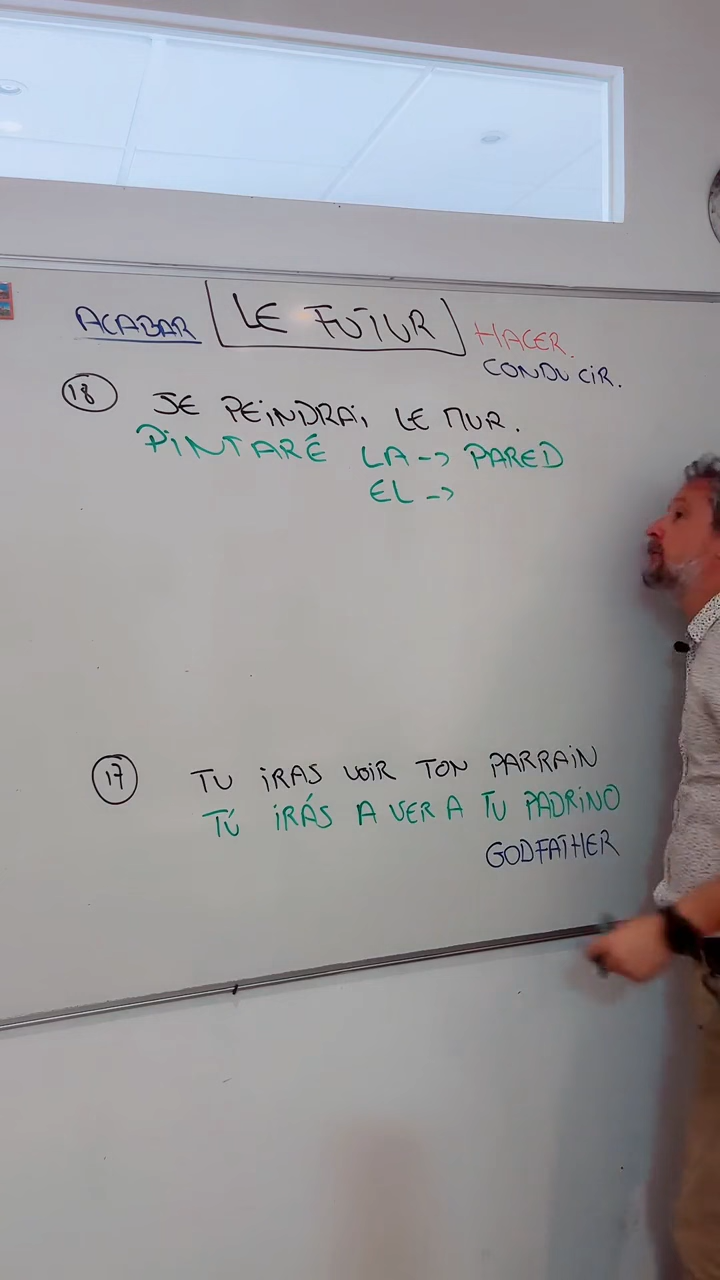 ACABAR
LE FUTUR
HACER.
CONDUCIR.
18 JE PEINDRAI LE MUR.
PINTARÉ LA -> PARED
EL ->
17 TU IRAS VOIR TON PARRAIN
TÚ IRÁS A VER A TU PADRINO
GODFATHER